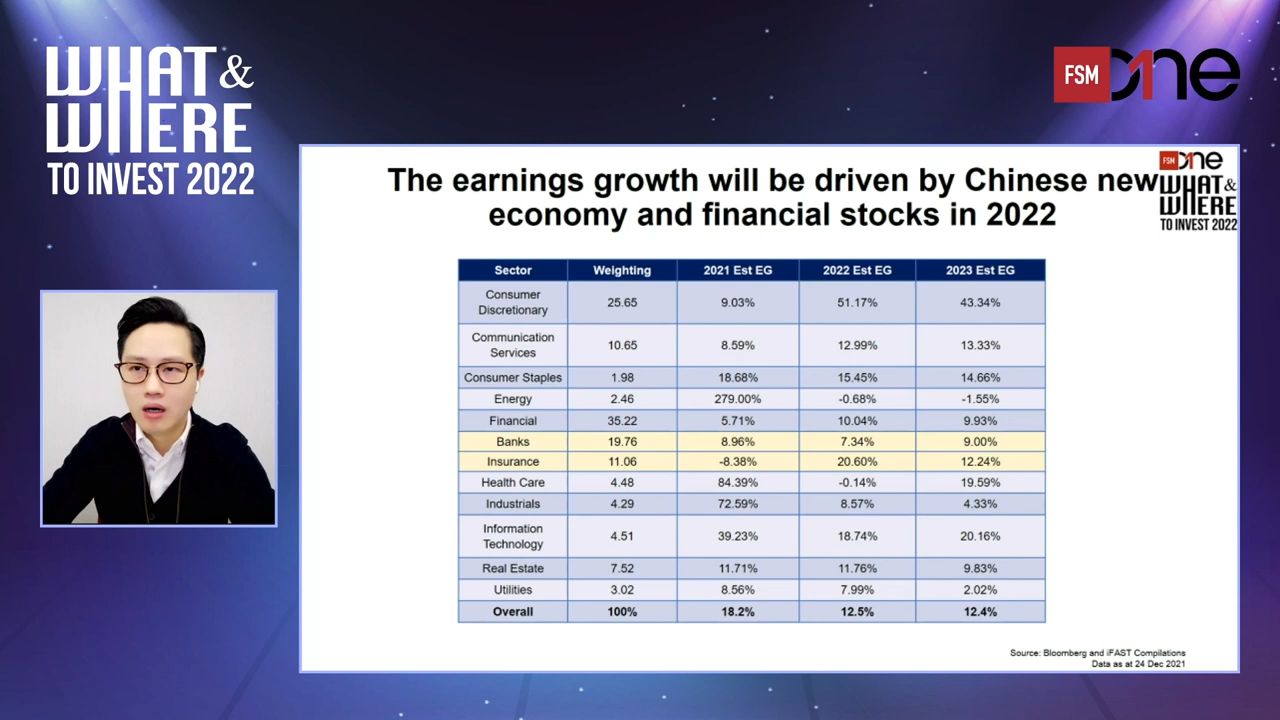 WHAT &
WHERE
TO INVEST 2022
FSM one
The earnings growth will be driven by Chinese new
economy and financial stocks in 2022
FSM one
WHAT &
WHERE
TO INVEST 2022
Sector Weighting 2021 Est EG 2022 Est EG 2023 Est EG
Consumer
Discretionary 25.65 9.03% 51.17% 43.34%
Communication
Services 10.65 8.59% 12.99% 13.33%
Consumer Staples 1.98 18.68% 15.45% 14.66%
Energy 2.46 279.00% -0.68% -1.55%
Financial 35.22 5.71% 10.04% 9.93%
Banks 19.76 8.96% 7.34% 9.00%
Insurance 11.06 -8.38% 20.60% 12.24%
Health Care 4.48 84.39% -0.14% 19.59%
Industrials 4.29 72.59% 8.57% 4.33%
Information
Technology 4.51 39.23% 18.74% 20.16%
Real Estate 7.52 11.71% 11.76% 9.83%
Utilities 3.02 8.56% 7.99% 2.02%
Overall 100% 18.2% 12.5% 12.4%
Source: Bloomberg and iFAST Compilations
Data as at 24 Dec 2021